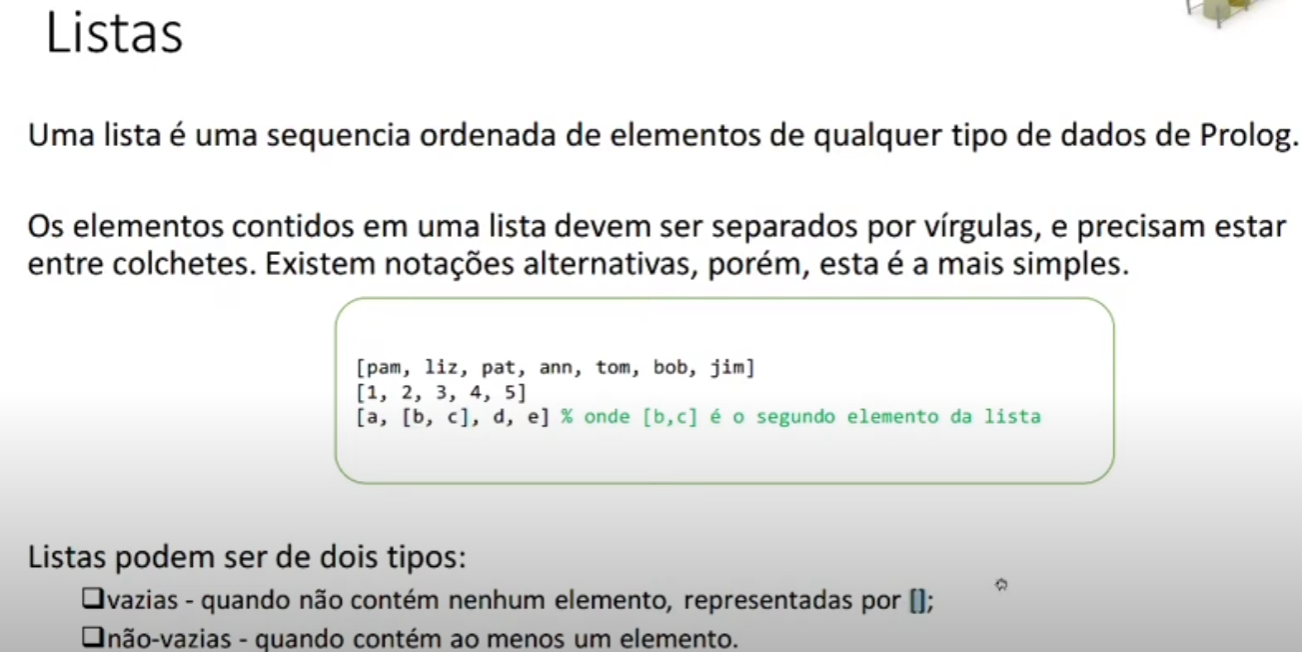 Listas
Uma lista é uma sequencia ordenada de elementos de qualquer tipo de dados de Prolog.
Os elementos contidos em uma lista devem ser separados por vírgulas, e precisam estar
entre colchetes. Existem notações alternativas, porém, esta é a mais simples.
[pam, liz, pat, ann, tom, bob, jim]
[1, 2, 3, 4, 5]
[a, [b, c], d, e] % onde [b,c] é o segundo elemento da lista
Listas podem ser de dois tipos:
❑vazias - quando não contém nenhum elemento, representadas por [];
❑não-vazias - quando contém ao menos um elemento.